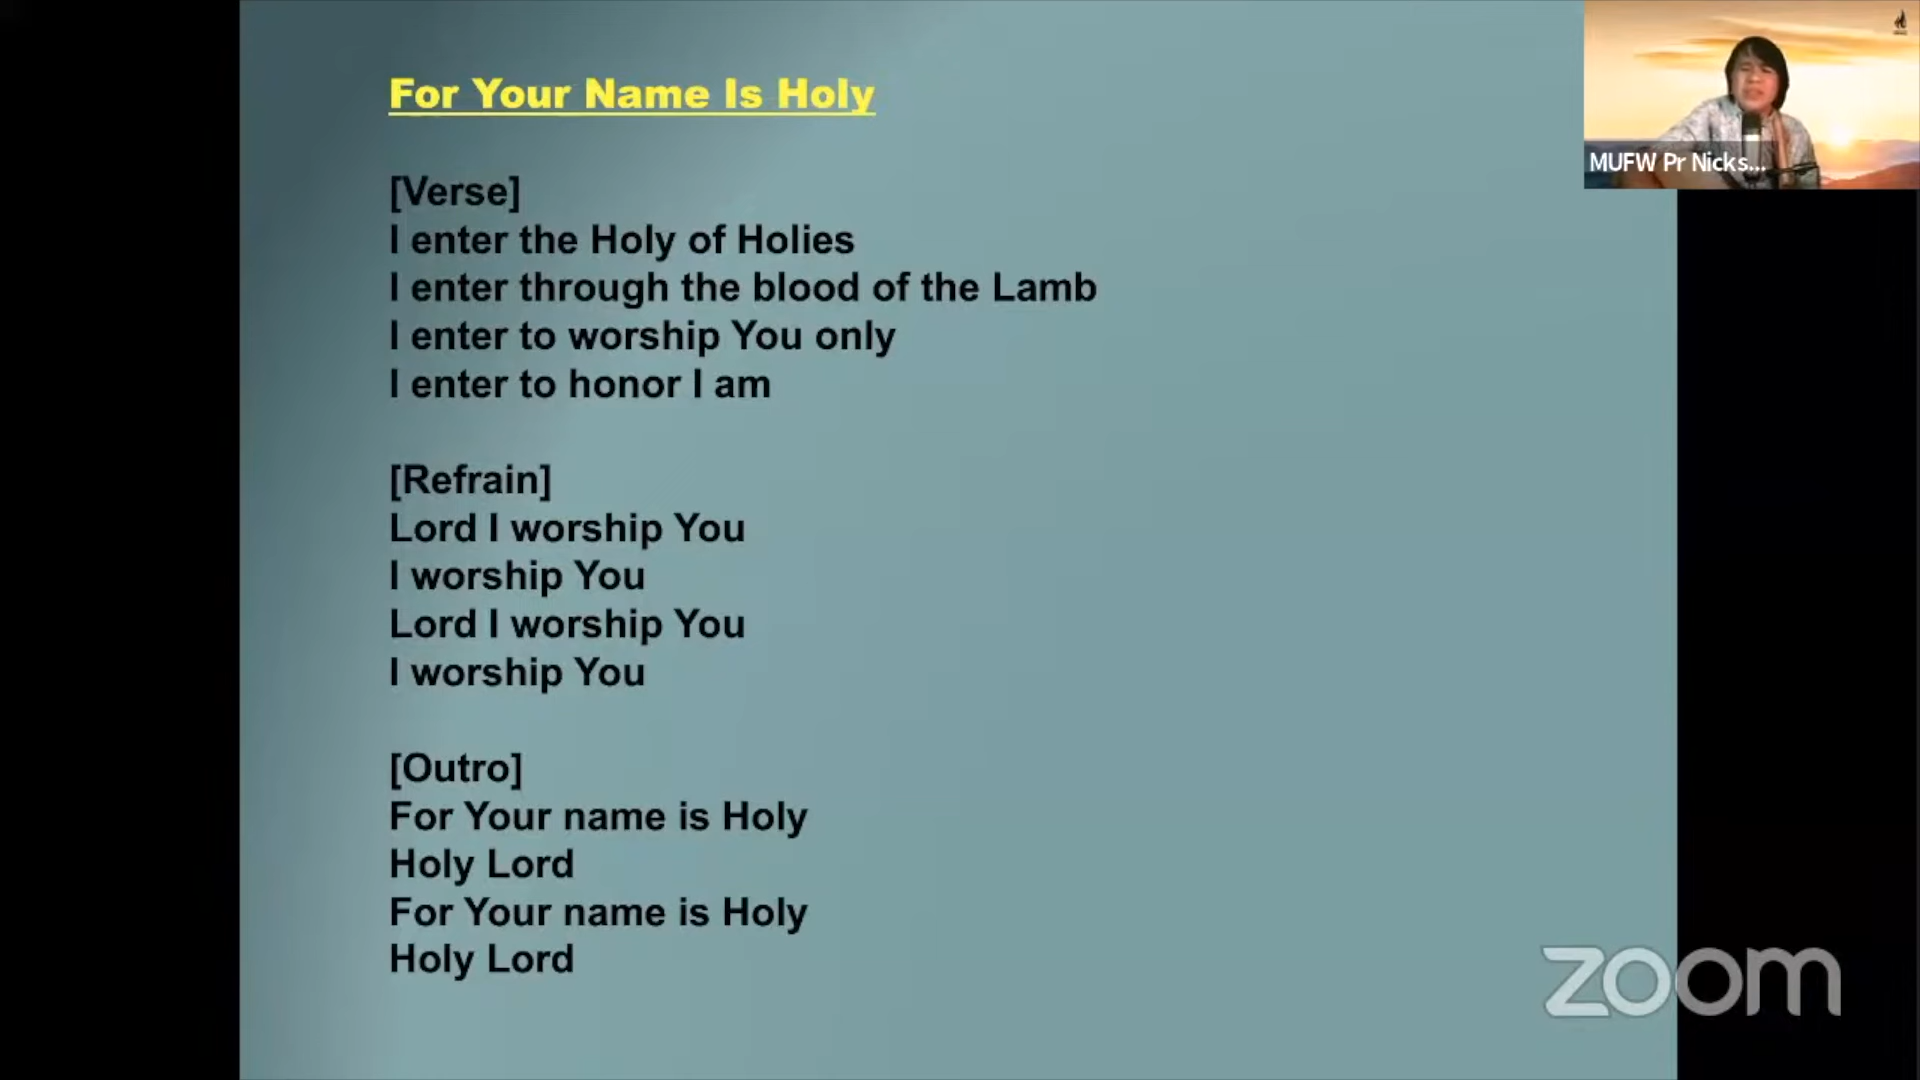 For Your Name Is Holy
[Verse]
I enter the Holy of Holies
I enter through the blood of the Lamb
I enter to worship You only
I enter to honor I am
[Refrain]
Lord I worship You
I worship You
Lord I worship You
I worship You
[Outro]
For Your name is Holy
Holy Lord
For Your name is Holy
Holy Lord
MUFW Pr Nicks...
zoom